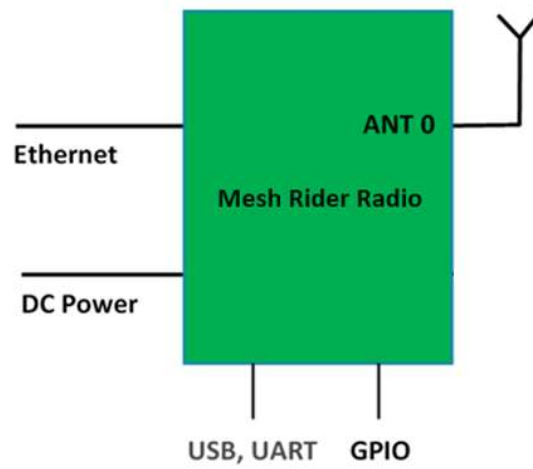 ANT 0
Ethernet
Mesh Rider Radio
DC Power
USB, UART
GPIO